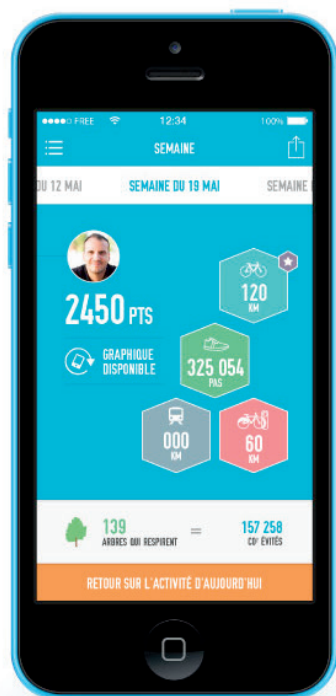 FREE 12:34 100%
SEMAINE
DU 12 MAI SEMAINE DU 19 MAI SEMAINE
2450 PTS
GRAPHIQUE
DISPONIBLE
120
KM
325 054
PAS
000
KM
60
KM
139 = 157 258
ARBRES QUI RESPIRENT CO² ÉVITÉS
RETOUR SUR L'ACTIVITÉ D'AUJOURD'HUI